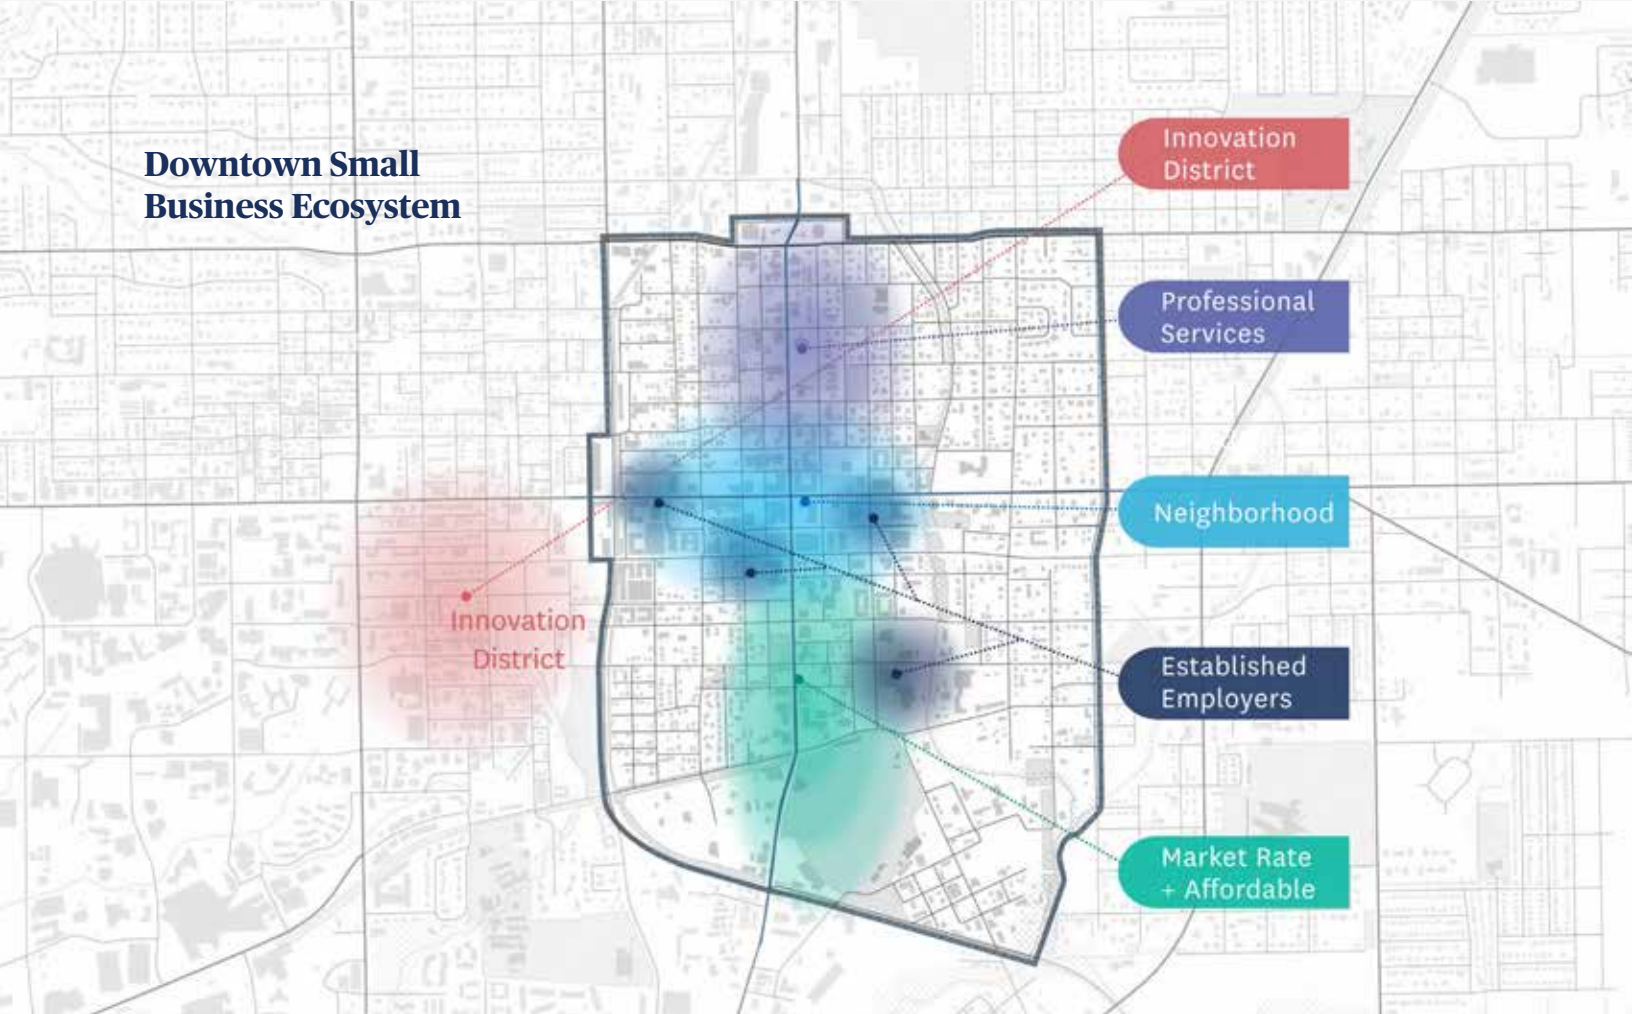 Downtown Small
Business Ecosystem
Innovation
District
Professional
Services
Neighborhood
Innovation
District
Established
Employers
Market Rate
+ Affordable